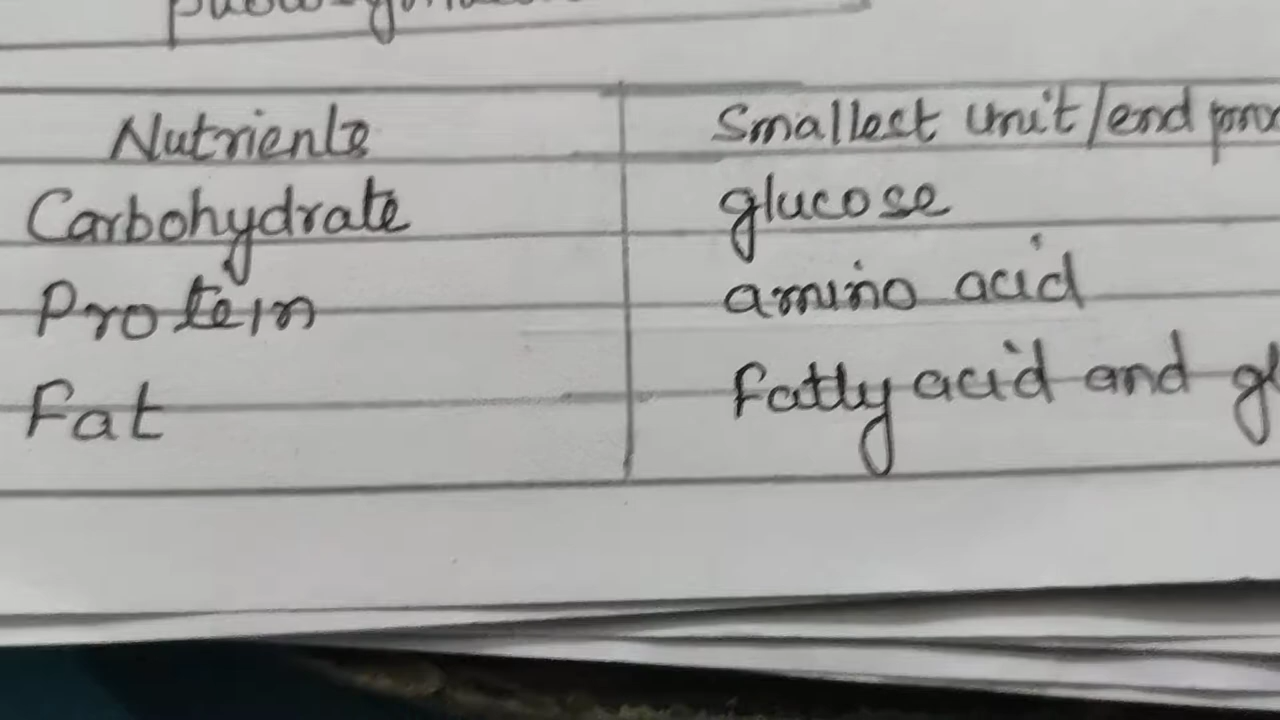 Nutrients Smallest unit/end
Carbohydrate glucose
Protein amino acid
Fat Fatty acid and